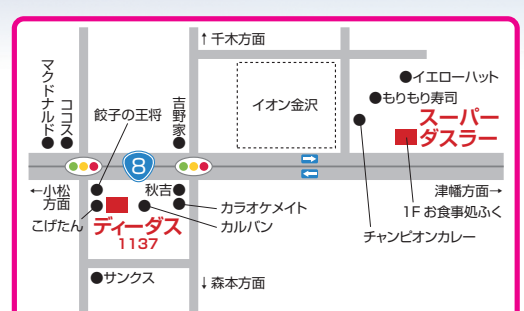 ↑千木方面
マクドナルド
ココス
餃子の王将
吉野家
イオン金沢
●イエローハット
●もりもり寿司
スーパー
ダスラー
8
←小松
方面
こげたん
ディーダス
1137
秋吉
カラオケメイト
カルバン
津幡方面→
1F お食事処ふく
チャンピオンカレー
●サンクス
↓森本方面